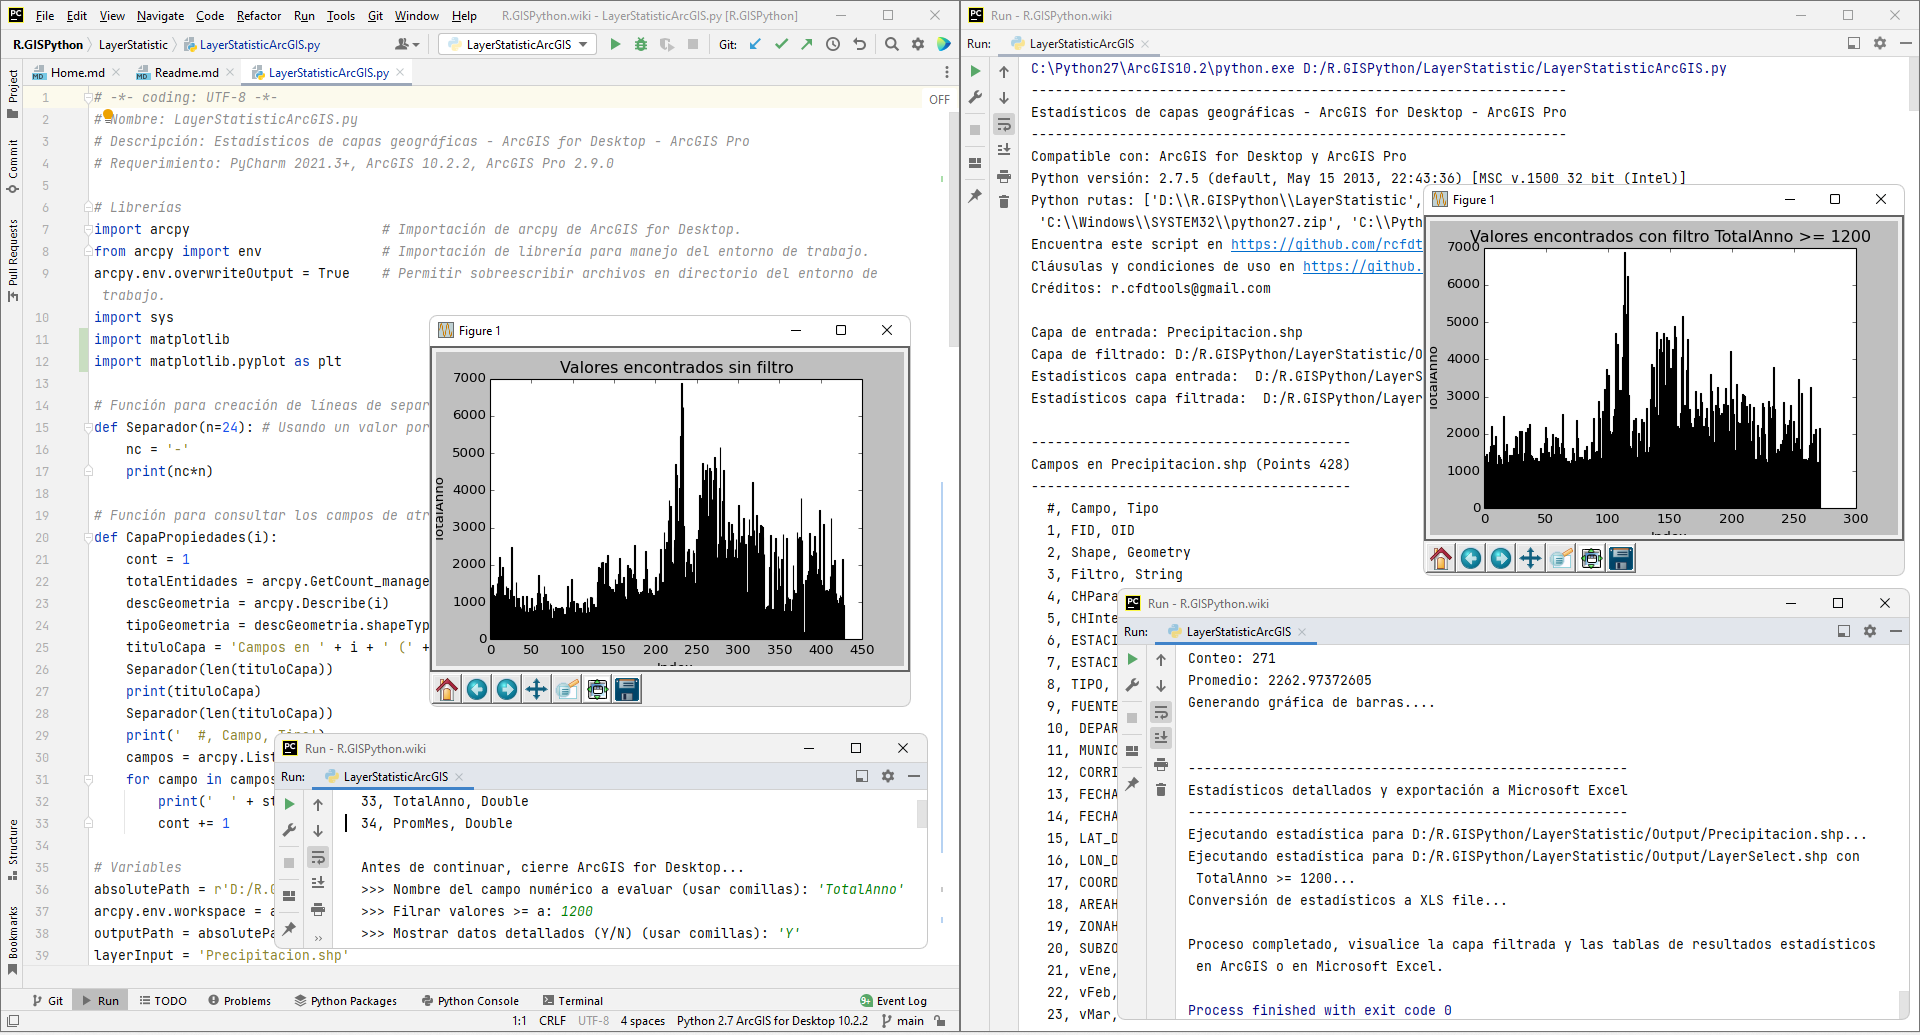 File Edit View Navigate Code Refactor Run Tools Git Window Help R.GISPython.wiki - LayerStatisticArcGIS.py [R.GISPython]
R.GISPython LayerStatistic LayerStatisticArcGIS.py LayerStatisticArcGIS Git:
Home.md Readme.md LayerStatisticArcGIS.py
Project
Commit
Pull Requests
Structure
Bookmarks
OFF
1 # -*- coding: UTF-8 -*-
2 # Nombre: LayerStatisticArcGIS.py
3 # Descripción: Estadísticos de capas geográficas - ArcGIS for Desktop - ArcGIS Pro
4 # Requerimiento: PyCharm 2021.3+, ArcGIS 10.2.2, ArcGIS Pro 2.9.0
5
6 # Librerías
7 import arcpy # Importación de arcpy de ArcGIS for Desktop.
8 from arcpy import env # Importación de librería para manejo del entorno de trabajo.
9 arcpy.env.overwriteOutput = True # Permitir sobreescribir archivos en directorio del entorno de
trabajo.
10 import sys
11 import matplotlib
12 import matplotlib.pyplot as plt
13
14 # Función para creación de líneas de separ
15 def Separador(n=24): # Usando un valor por
16 nc = '-'
17 print(nc*n)
18
19 # Función para consultar los campos de atr
20 def CapaPropiedades(i):
21 cont = 1
22 totalEntidades = arcpy.GetCount_manage
23 descGeometria = arcpy.Describe(i)
24 tipoGeometria = descGeometria.shapeTyp
25 tituloCapa = 'Campos en ' + i + ' (' +
26 Separador(len(tituloCapa))
27 print(tituloCapa)
28 Separador(len(tituloCapa))
29 print(' #, Campo, Tipo')
30 campos = arcpy.List
31 for campo in campos
32 print(' ' + st
33 cont += 1
34
35 # Variables
36 absolutePath = r'D:/R.G
37 arcpy.env.workspace = a
38 outputPath = absolutePa
39 layerInput = 'Precipitacion.shp'
Figure 1
Valores encontrados sin filtro
7000
6000
5000
4000
3000
2000
1000
0
TotalAnno
0 50 100 150 200 250 300 350 400 450
Index
Run - R.GISPython.wiki
Run: LayerStatisticArcGIS
33, TotalAnno, Double
34, PromMes, Double
Antes de continuar, cierre ArcGIS for Desktop...
>>> Nombre del campo numérico a evaluar (usar comillas): 'TotalAnno'
>>> Filrar valores >= a: 1200
>>> Mostrar datos detallados (Y/N) (usar comillas): 'Y'
Git Run TODO Problems Python Packages Python Console Terminal Event Log
1:1 CRLF UTF-8 4 spaces Python 2.7 ArcGIS for Desktop 10.2.2 main
Run - R.GISPython.wiki
Run: LayerStatisticArcGIS
C:\Python27\ArcGIS10.2\python.exe D:/R.GISPython/LayerStatistic/LayerStatisticArcGIS.py
-------------------------------------------------------------------
Estadísticos de capas geográficas - ArcGIS for Desktop - ArcGIS Pro
-------------------------------------------------------------------
Compatible con: ArcGIS for Desktop y ArcGIS Pro
Python versión: 2.7.5 (default, May 15 2013, 22:43:36) [MSC v.1500 32 bit (Intel)]
Python rutas: ['D:\\R.GISPython\\LayerStatistic',
'C:\\Windows\\SYSTEM32\\python27.zip', 'C:\\Pyth
Encuentra este script en https://github.com/rcfdt
Cláusulas y condiciones de uso en https://github.
Créditos: r.cfdtools@gmail.com
Capa de entrada: Precipitacion.shp
Capa de filtrado: D:/R.GISPython/LayerStatistic/O
Estadísticos capa entrada: D:/R.GISPython/LayerS
Estadísticos capa filtrada: D:/R.GISPython/Layer
----------------------------------------
Campos en Precipitacion.shp (Points 428)
----------------------------------------
#, Campo, Tipo
1, FID, OID
2, Shape, Geometry
3, Filtro, String
4, CHPara
5, CHInte
6, ESTACI
7, ESTACI
8, TIPO,
9, FUENTE
10, DEPAR
11, MUNIC
12, CORRI
13, FECHA
14, FECHA
15, LAT_D
16, LON_D
17, COORD
18, AREAH
19, ZONAH
20, SUBZO
21, vEne,
22, vFeb,
23, vMar,
Figure 1
Valores encontrados con filtro TotalAnno >= 1200
7000
6000
5000
4000
3000
2000
1000
0
TotalAnno
0 50 100 150 200 250 300
Index
Run - R.GISPython.wiki
Run: LayerStatisticArcGIS
Conteo: 271
Promedio: 2262.97372605
Generando gráfica de barras....
-------------------------------------------------------
Estadísticos detallados y exportación a Microsoft Excel
-------------------------------------------------------
Ejecutando estadística para D:/R.GISPython/LayerStatistic/Output/Precipitacion.shp...
Ejecutando estadística para D:/R.GISPython/LayerStatistic/Output/LayerSelect.shp con
TotalAnno >= 1200...
Conversión de estadísticos a XLS file...
Proceso completado, visualice la capa filtrada y las tablas de resultados estadísticos
en ArcGIS o en Microsoft Excel.
Process finished with exit code 0